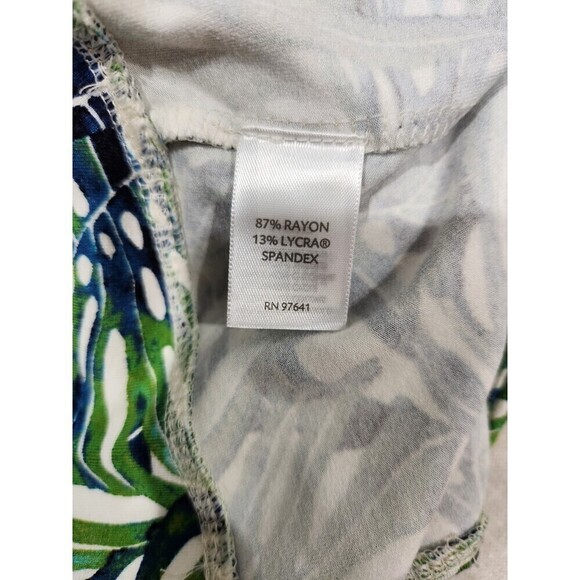 87% RAYON
13% LYCRA®
SPANDEX
RN 97641